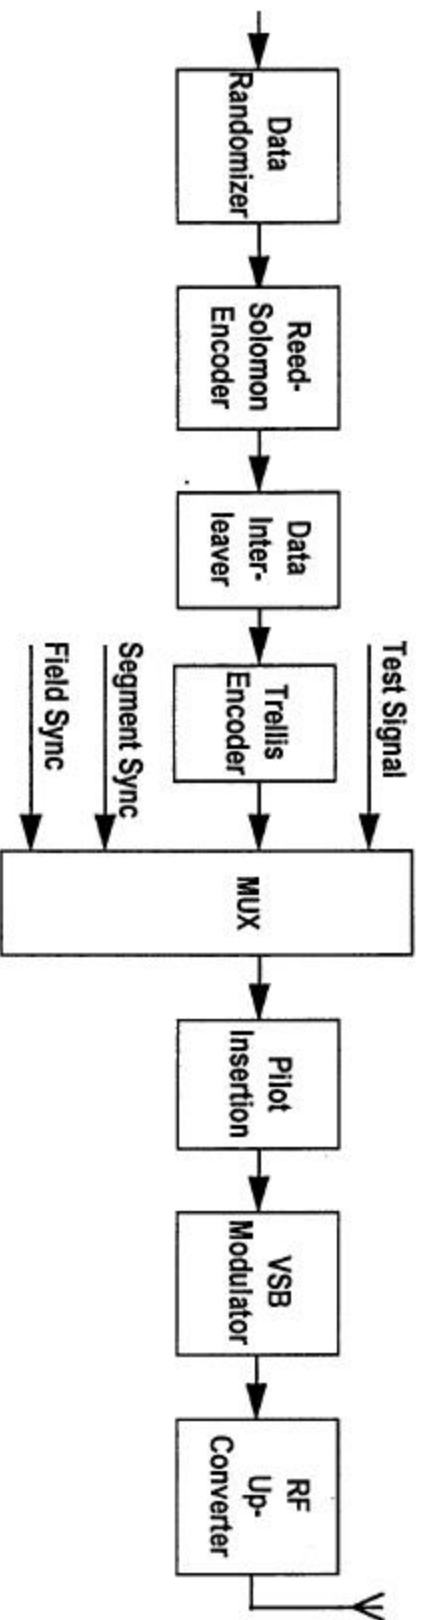 Data
Randomizer
Reed-
Solomon
Encoder
Data
Inter-
leaver
Trellis
Encoder
Test Signal
Segment Sync
Field Sync
MUX
Pilot
Insertion
VSB
Modulator
RF
Up-
Converter